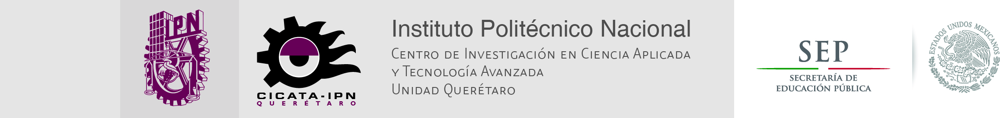 IPN
CICATA-IPN
QUERÉTARO
Instituto Politécnico Nacional
Centro de Investigación en Ciencia Aplicada
y Tecnología Avanzada
Unidad Querétaro
SEP
SECRETARÍA DE
EDUCACIÓN PÚBLICA
ESTADOS UNIDOS MEXICANOS